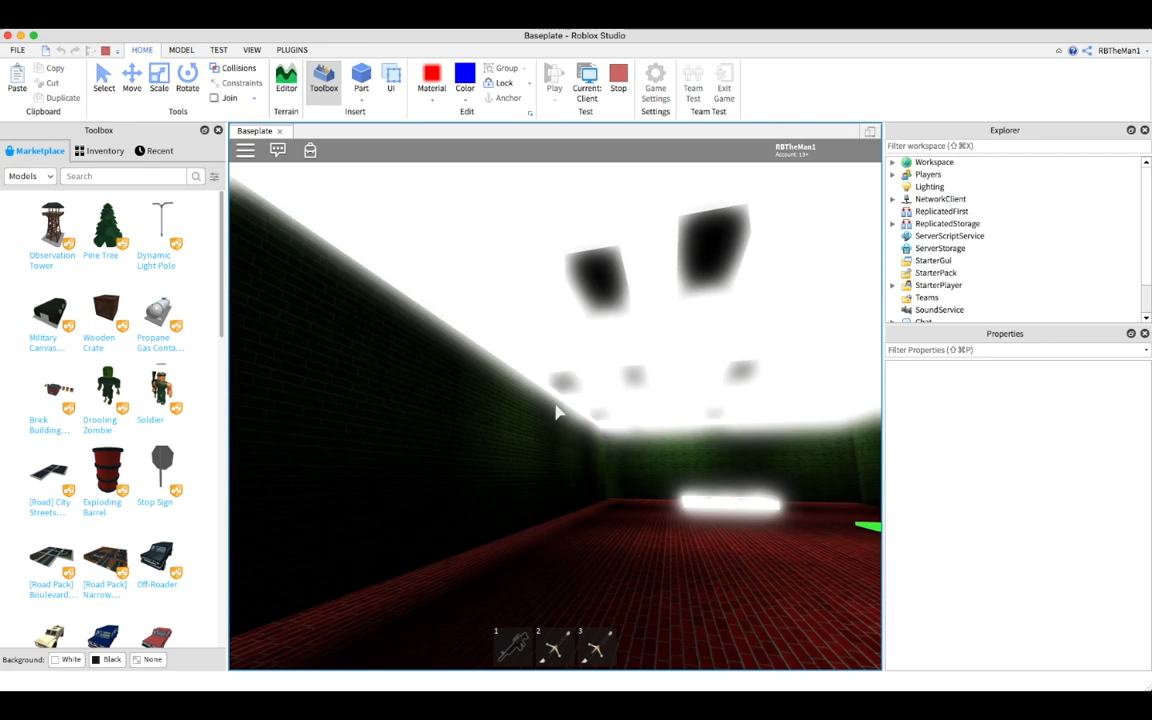 Baseplate - Roblox Studio
FILE
HOME
MODEL
TEST
VIEW
PLUGINS
RBTheMan1
Paste
Copy
Cut
Duplicate
Clipboard
Select
Move
Scale
Rotate
Collisions
Constraints
Join
Tools
Editor
Terrain
Toolbox
Part
UI
Insert
Material
Color
Group
Lock
Anchor
Edit
Play
Current:
Client
Stop
Test
Game
Settings
Settings
Team
Test
Exit
Game
Team Test
Toolbox
Marketplace
Inventory
Recent
Models
Search
Observation
Tower
Pine Tree
Dynamic
Light Pole
Military
Canvas...
Wooden
Crate
Propane
Gas Conta...
Brick
Building...
Drooling
Zombie
Soldier
[Road] City
Streets...
Exploding
Barrel
Stop Sign
[Road Pack]
Boulevard...
[Road Pack]
Narrow...
Off-Roader
Background:
White
Black
None
Baseplate
RBTheMan1
Account: 13+
1
2
3
Explorer
Filter workspace (⇧⌘X)
Workspace
Players
Lighting
NetworkClient
ReplicatedFirst
ReplicatedStorage
ServerScriptService
ServerStorage
StarterGui
StarterPack
StarterPlayer
Teams
SoundService
Chat
Properties
Filter Properties (⇧⌘P)